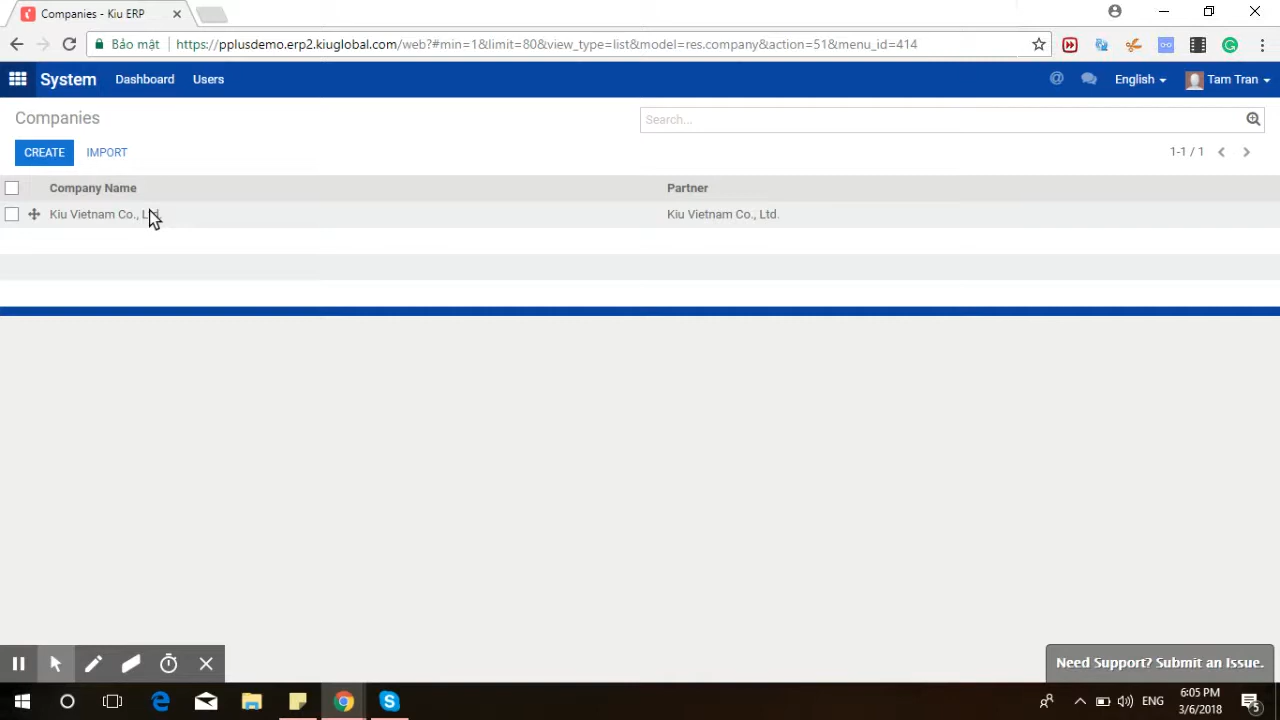 Companies - Kiu ERP
Bảo mật
https://pplusdemo.erp2.kiuglobal.com/web?#min=1&limit=80&view_type=list&model=res.company&action=51&menu_id=414
System Dashboard Users English Tam Tran
Companies
Search...
CREATE IMPORT 1-1 / 1
Company Name Partner
Kiu Vietnam Co., Ltd. Kiu Vietnam Co., Ltd.
Need Support? Submit an Issue.
ENG
6:05 PM
3/6/2018
5